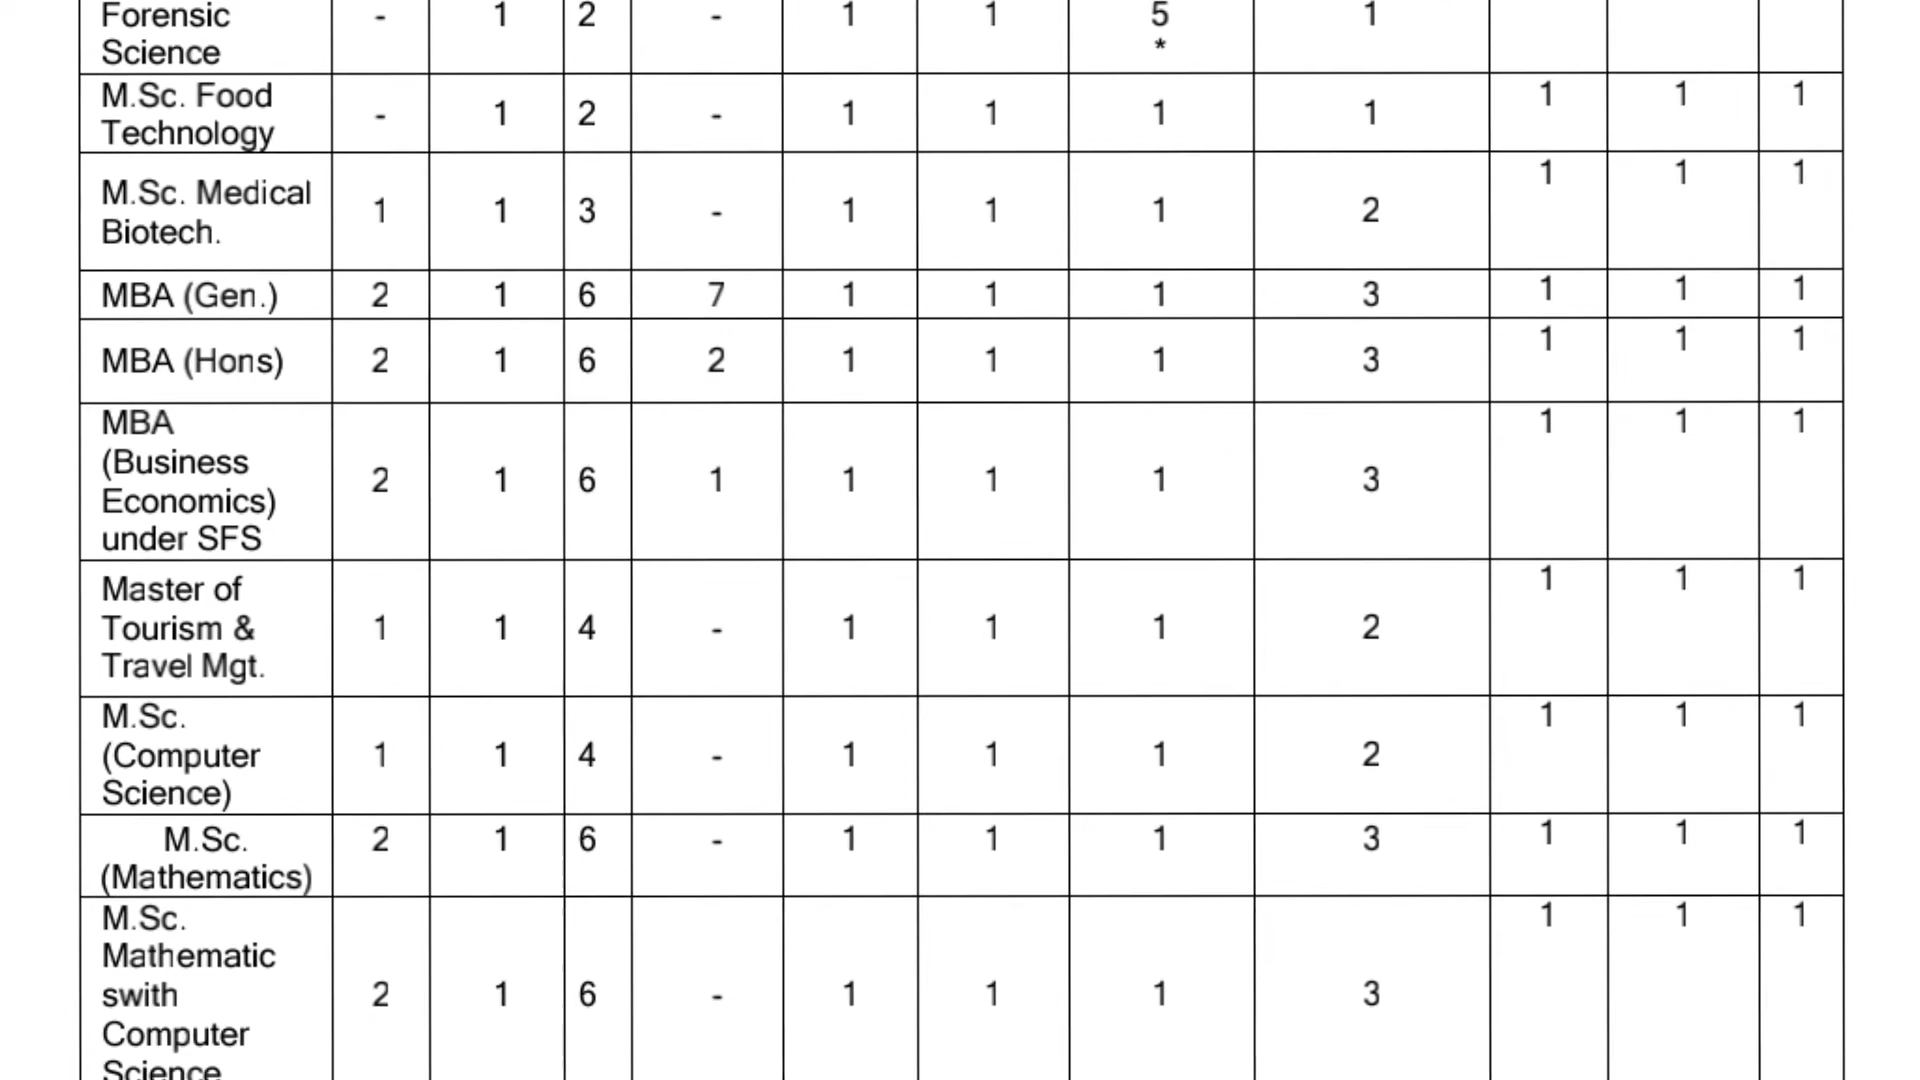 Forensic Science - 1 2 - 1 1 5 * 1
M.Sc. Food Technology - 1 2 - 1 1 1 1 1 1 1
M.Sc. Medical Biotech. 1 1 3 - 1 1 1 2 1 1 1
MBA (Gen.) 2 1 6 7 1 1 1 3 1 1 1
MBA (Hons) 2 1 6 2 1 1 1 3 1 1 1
MBA (Business Economics) under SFS 2 1 6 1 1 1 1 3 1 1 1
Master of Tourism & Travel Mgt. 1 1 4 - 1 1 1 2 1 1 1
M.Sc. (Computer Science) 1 1 4 - 1 1 1 2 1 1 1
M.Sc. (Mathematics) 2 1 6 - 1 1 1 3 1 1 1
M.Sc. Mathematic swith Computer Science 2 1 6 - 1 1 1 3 1 1 1